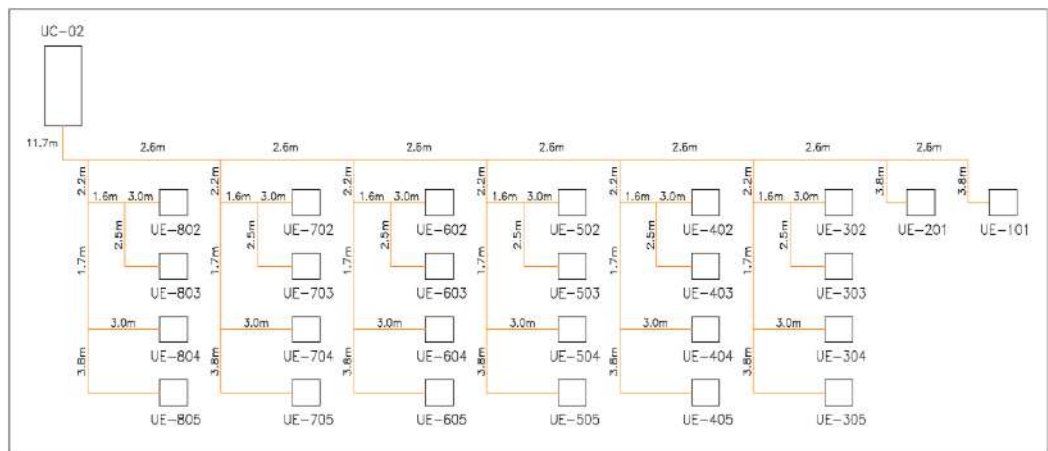 UC-02
11.7m
2.6m 2.6m 2.6m 2.6m 2.6m 2.6m 2.6m
2.2m 2.2m 2.2m 2.2m 2.2m 2.2m 3.8m 3.8m
1.6m 3.0m 1.6m 3.0m 1.6m 3.0m 1.6m 3.0m 1.6m 3.0m 1.6m 3.0m
UE-802 UE-702 UE-602 UE-502 UE-402 UE-302 UE-201 UE-101
2.5m 2.5m 2.5m 2.5m 2.5m 2.5m
1.7m 1.7m 1.7m 1.7m 1.7m 1.7m
UE-803 UE-703 UE-603 UE-503 UE-403 UE-303
3.0m 3.0m 3.0m 3.0m 3.0m 3.0m
UE-804 UE-704 UE-604 UE-504 UE-404 UE-304
3.8m 3.8m 3.8m 3.8m 3.8m 3.8m
UE-805 UE-705 UE-605 UE-505 UE-405 UE-305